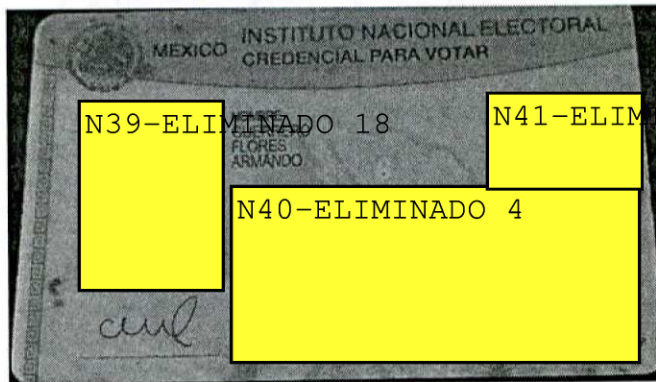 MEXICO INSTITUTO NACIONAL ELECTORAL
CREDENCIAL PARA VOTAR
N39-ELIMINADO 18
N41-ELIM
FLORES
ARMANDO
N40-ELIMINADO 4